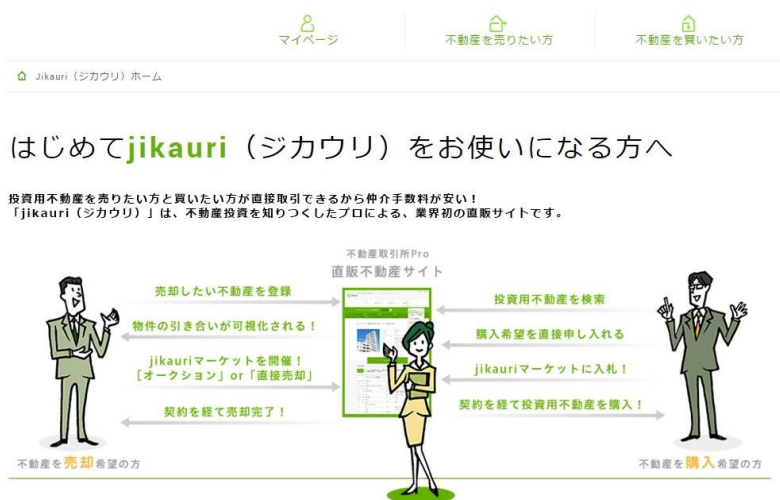 マイページ
不動産を売りたい方
不動産を買いたい方
Jikauri（ジカウリ）ホーム
はじめてjikauri（ジカウリ）をお使いになる方へ
投資用不動産を売りたい方と買いたい方が直接取引できるから仲介手数料が安い！
「jikauri（ジカウリ）」は、不動産投資を知りつくしたプロによる、業界初の直販サイトです。
不動産取引所Pro
直販不動産サイト
売却したい不動産を登録
物件の引き合いが可視化される！
jikauriマーケットを開催！
［オークション」or「直接売却」
契約を経て売却完了！
投資用不動産を検索
購入希望を直接申し入れる
jikauriマーケットに入札！
契約を経て投資用不動産を購入！
不動産を売却希望の方
不動産を購入希望の方